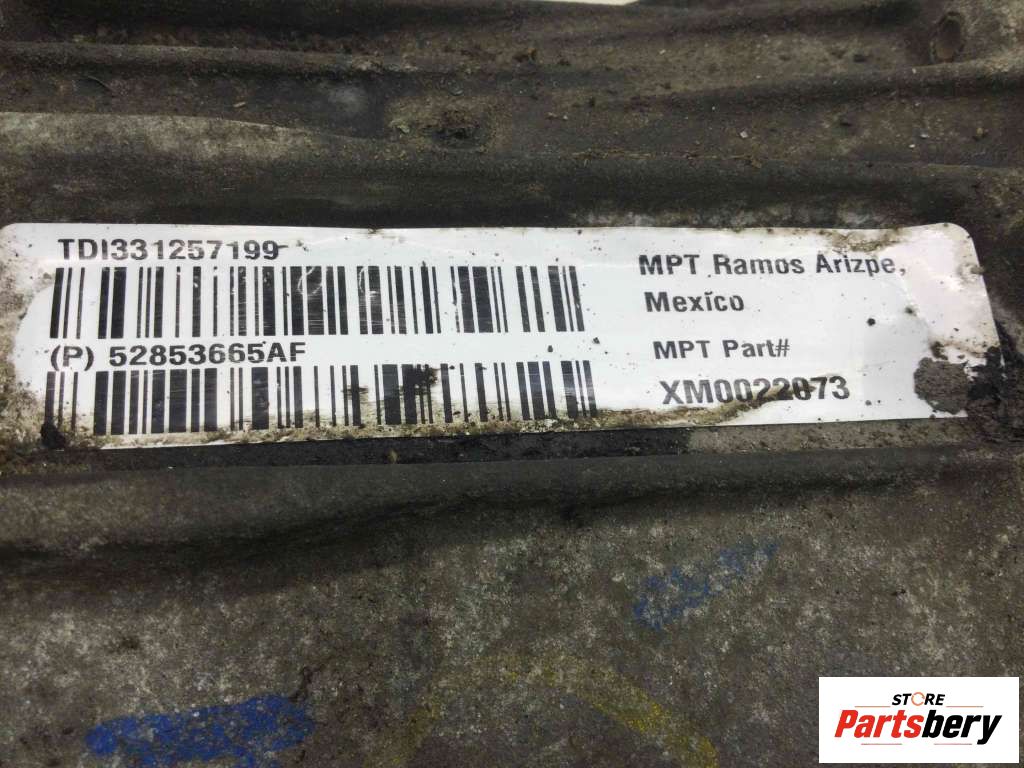 TDI331257199
(P) 52853665AF
MPT Ramos Arizpe,
Mexico
MPT Part#
XM0022073
STORE
Partsbery